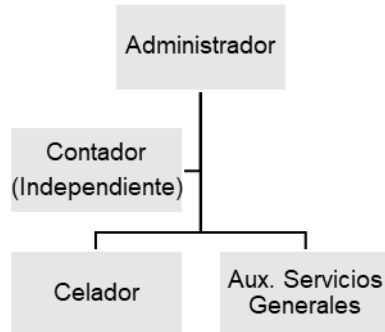 Administrador
Contador
(Independiente)
Celador
Aux. Servicios
Generales